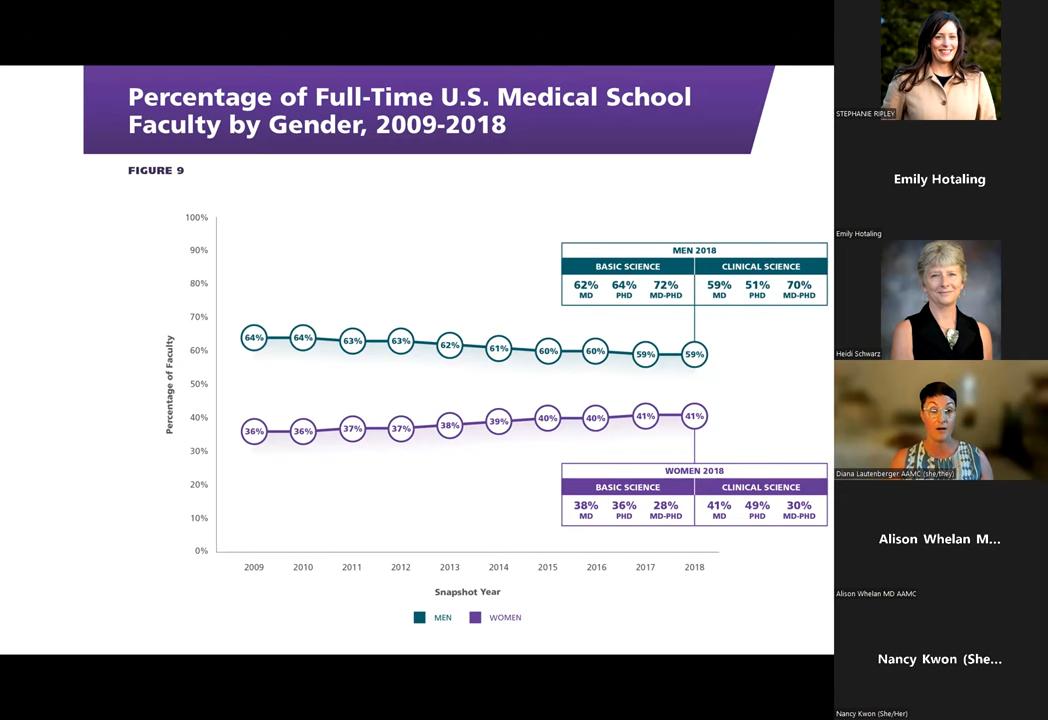 Percentage of Full-Time U.S. Medical School
Faculty by Gender, 2009-2018
FIGURE 9
Percentage of Faculty
100%
90%
80%
70%
60%
50%
40%
30%
20%
10%
0%
MEN 2018
BASIC SCIENCE CLINICAL SCIENCE
62% 64% 72% 59% 51% 70%
MD PHD MD-PHD MD PHD MD-PHD
64% 64% 63% 63% 62% 61% 60% 60% 59% 59%
36% 36% 37% 37% 38% 39% 40% 40% 41% 41%
WOMEN 2018
BASIC SCIENCE CLINICAL SCIENCE
38% 36% 28% 41% 49% 30%
MD PHD MD-PHD MD PHD MD-PHD
2009 2010 2011 2012 2013 2014 2015 2016 2017 2018
Snapshot Year
MEN WOMEN
STEPHANIE RIPLEY
Emily Hotaling
Emily Hotaling
Heidi Schwarz
Diana Lautenberger AAMC (she/they)
Alison Whelan M...
Alison Whelan MD AAMC
Nancy Kwon (She...
Nancy Kwon (She/Her)